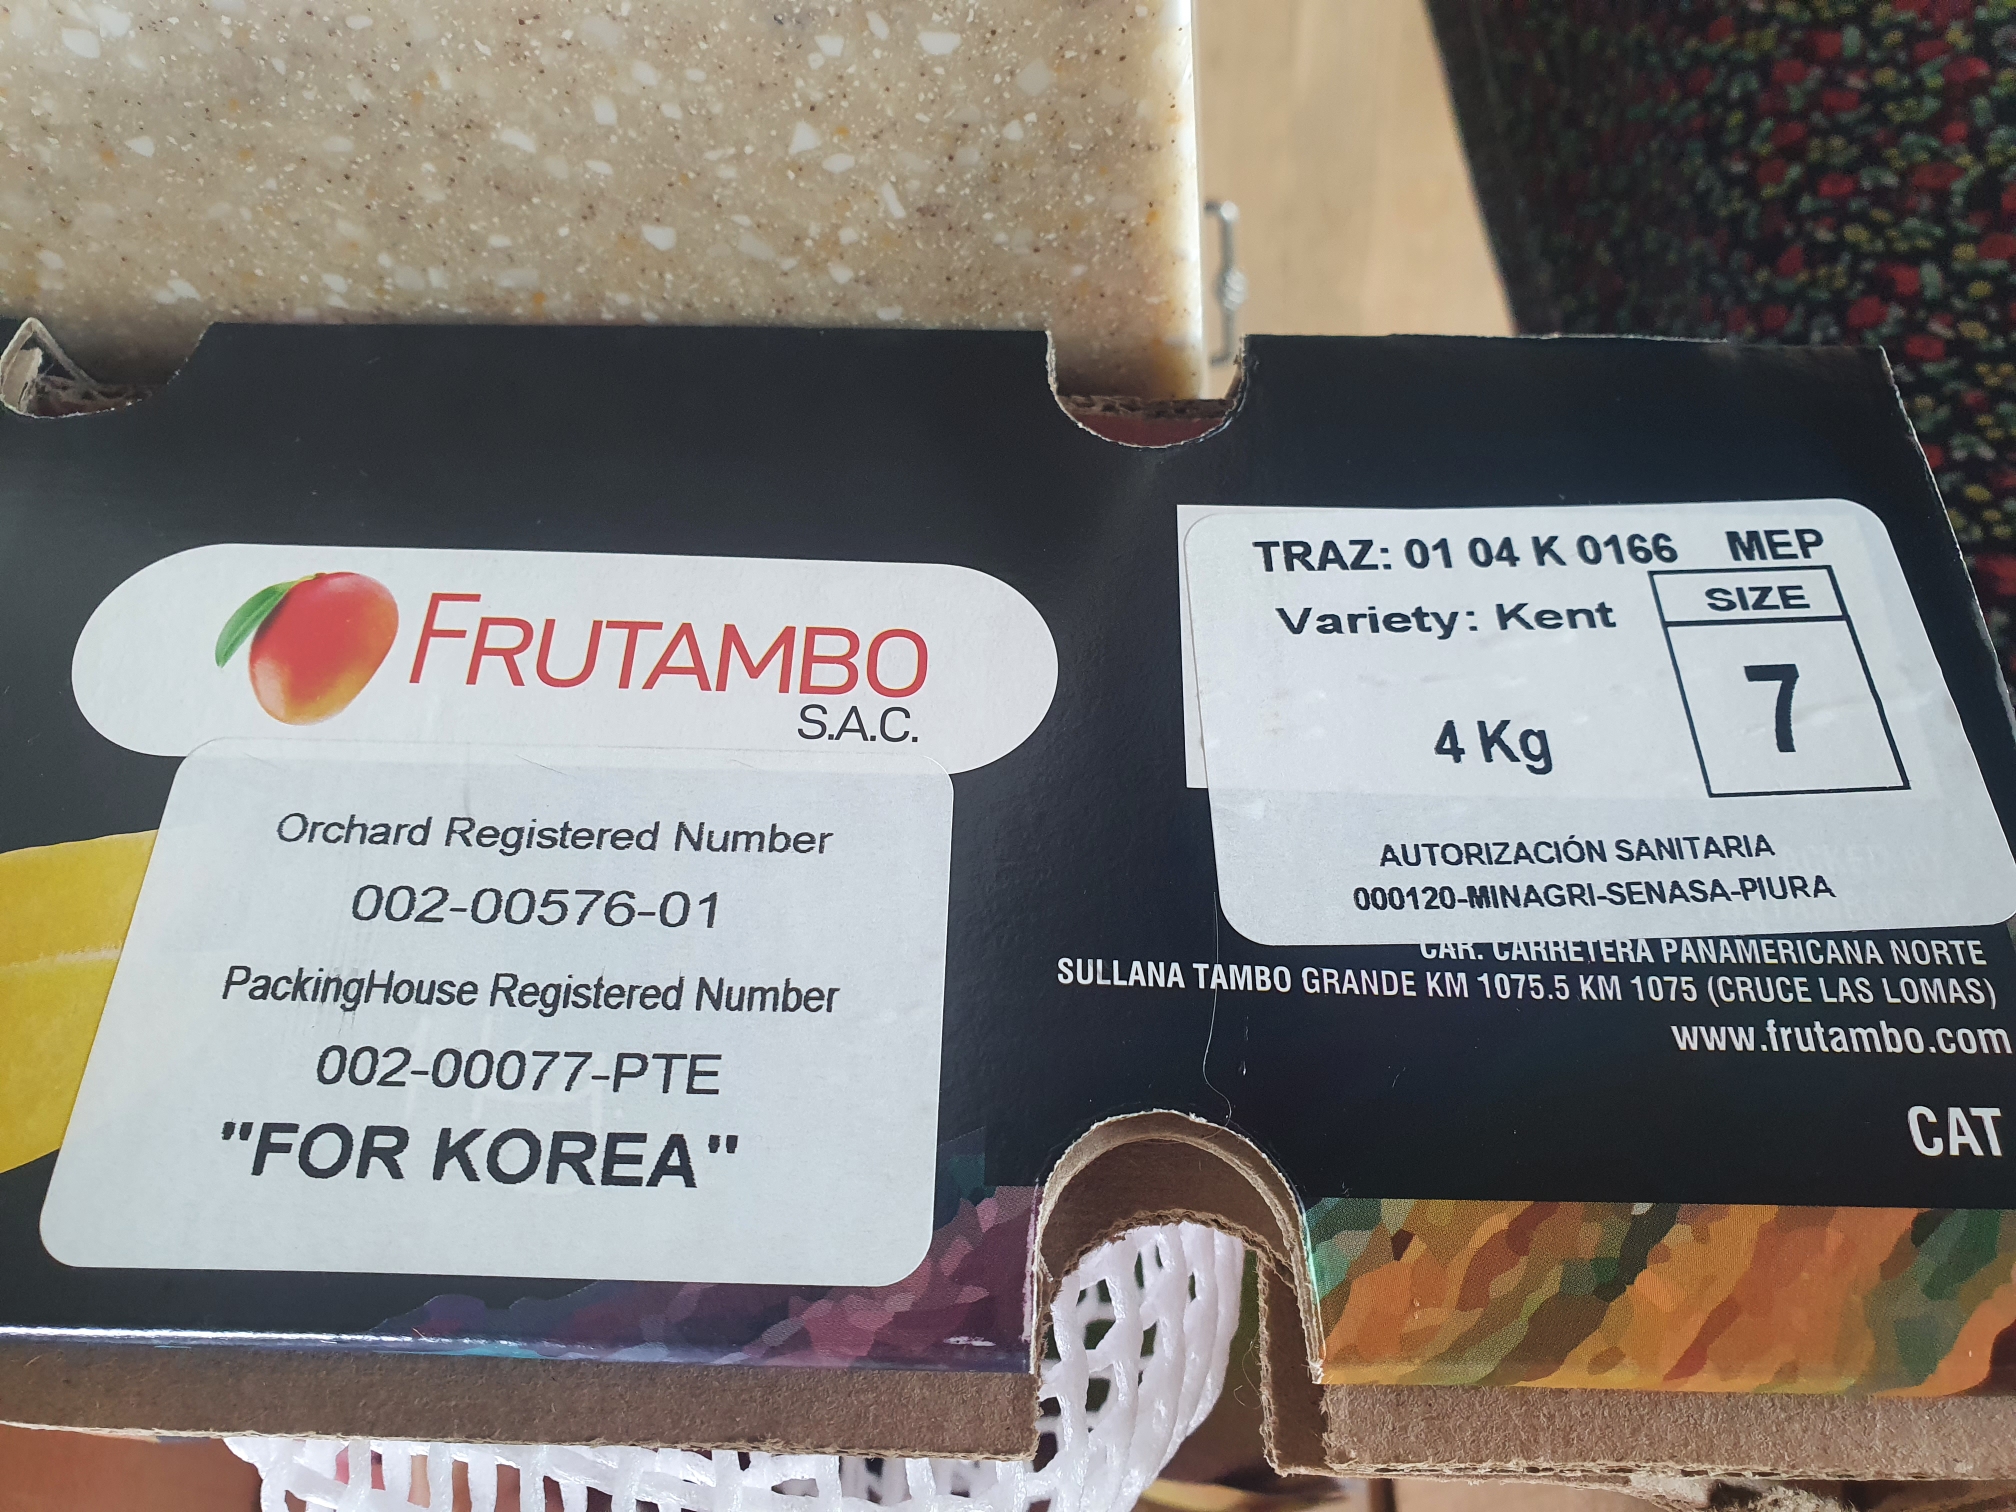 FRUTAMBO
S.A.C.
Orchard Registered Number
002-00576-01
PackingHouse Registered Number
002-00077-PTE
"FOR KOREA"
TRAZ: 01 04 K 0166 MEP
Variety: Kent
SIZE
7
4 Kg
AUTORIZACIÓN SANITARIA
000120-MINAGRI-SENASA-PIURA
CAR. CARRETERA PANAMERICANA NORTE
SULLANA TAMBO GRANDE KM 1075.5 KM 1075 (CRUCE LAS LOMAS)
www.frutambo.com
CAT